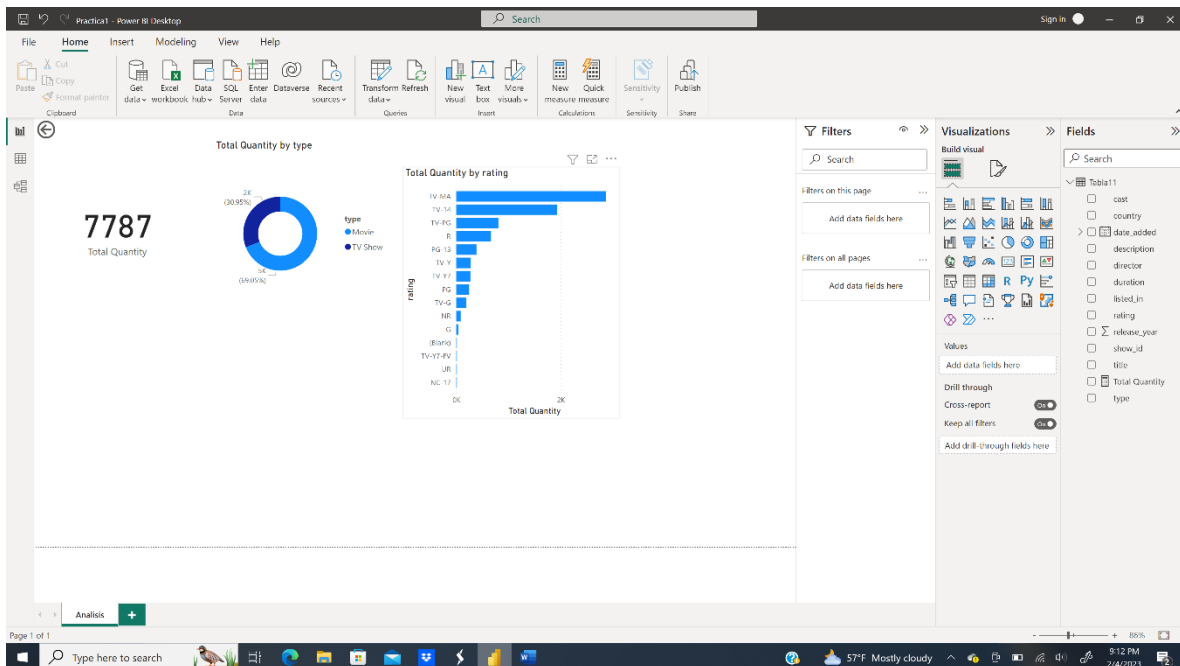 Practica1 - Power BI Desktop
Search
Sign in
File Home Insert Modeling View Help
Paste
Cut
Copy
Format painter
Clipboard
Get data
Excel workbook
Data hub
SQL Server
Enter data
Dataverse
Recent sources
Data
Transform data
Refresh
Queries
New visual
Text box
More visuals
Insert
New measure
Quick measure
Calculations
Sensitivity
Sensitivity
Publish
Share
7787
Total Quantity
Total Quantity by type
2K
(30.95%)
5K
(69.05%)
type
Movie
TV Show
Total Quantity by rating
rating
TV-MA
TV-14
TV-PG
R
PG-13
TV-Y
TV-Y7
PG
TV-G
NR
G
(Blank)
TV-Y7-FV
UR
NC-17
0K 2K
Total Quantity
Filters
Search
Filters on this page ...
Add data fields here
Filters on all pages ...
Add data fields here
Visualizations
Build visual
R Py
Values
Add data fields here
Drill through
Cross-report On
Keep all filters On
Add drill-through fields here
Fields
Search
Tabla11
cast
country
date_added
description
director
duration
listed_in
rating
release_year
show_id
title
Total Quantity
type
Analisis
Page 1 of 1
86%
Type here to search
57°F Mostly cloudy
9:12 PM
2/4/2023